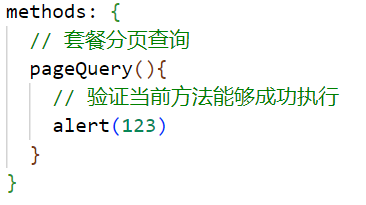 methods: {
  // 套餐分页查询
  pageQuery(){
    // 验证当前方法能够成功执行
    alert(123)
  }
}